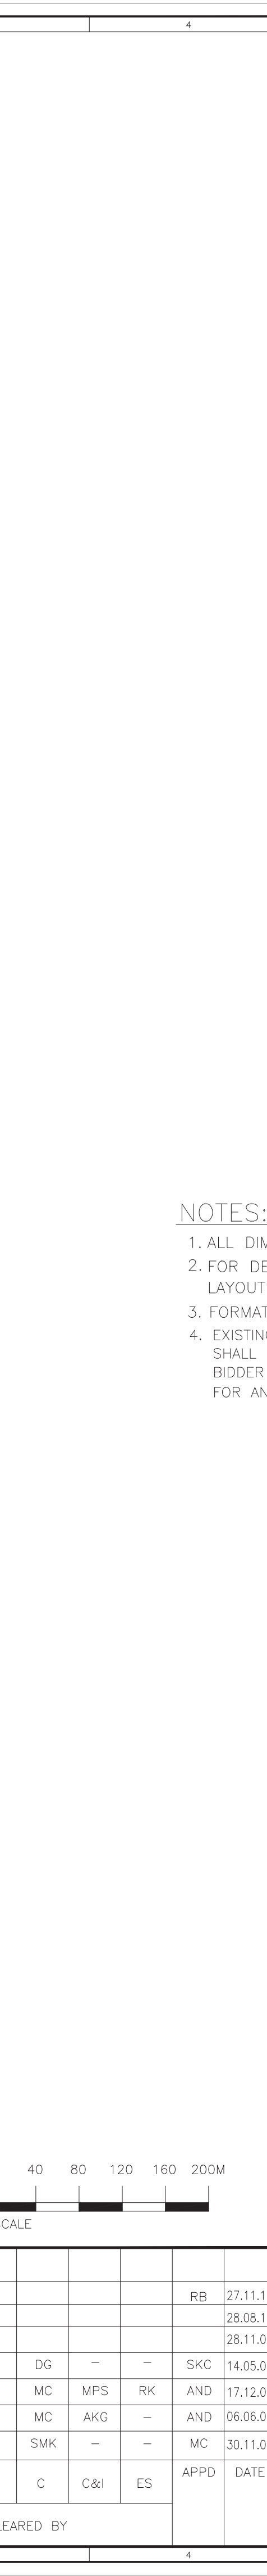 4
NOTES:
1. ALL DIM
2. FOR DE
LAYOUT
3. FORMAT
4. EXISTING
SHALL
BIDDER
FOR AN
40 80 120 160 200M
CALE
RB 27.11.1
28.08.1
28.11.0
DG – – SKC 14.05.0
MC MPS RK AND 17.12.0
MC AKG – AND 06.06.0
SMK – – MC 30.11.0
C C&I ES APPD DATE
LEARED BY
4